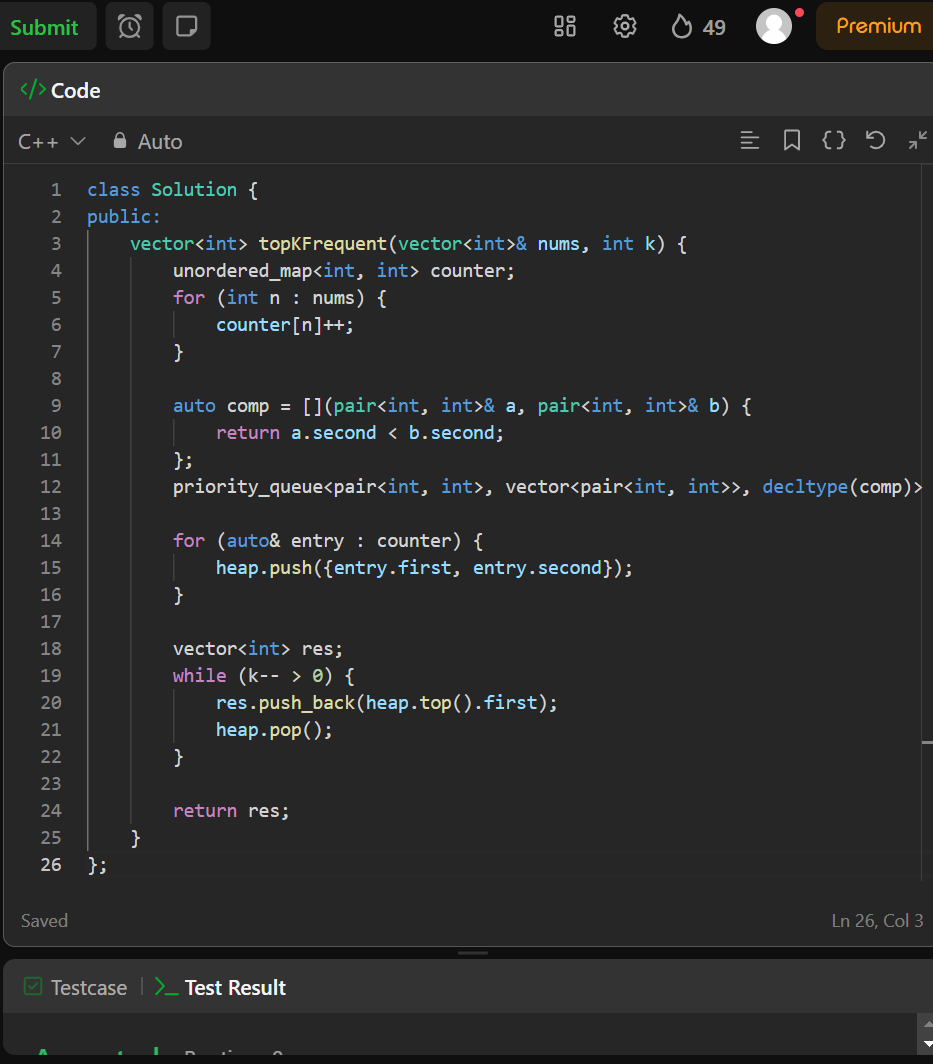 Submit 49 Premium
</> Code
C++ Auto
1 class Solution {
2 public:
3     vector<int> topKFrequent(vector<int>& nums, int k) {
4         unordered_map<int, int> counter;
5         for (int n : nums) {
6             counter[n]++;
7         }
8
9         auto comp = [](pair<int, int>& a, pair<int, int>& b) {
10             return a.second < b.second;
11         };
12         priority_queue<pair<int, int>, vector<pair<int, int>>, decltype(comp)>
13
14         for (auto& entry : counter) {
15             heap.push({entry.first, entry.second});
16         }
17
18         vector<int> res;
19         while (k-- > 0) {
20             res.push_back(heap.top().first);
21             heap.pop();
22         }
23
24         return res;
25     }
26 };
Saved Ln 26, Col 3
Testcase Test Result